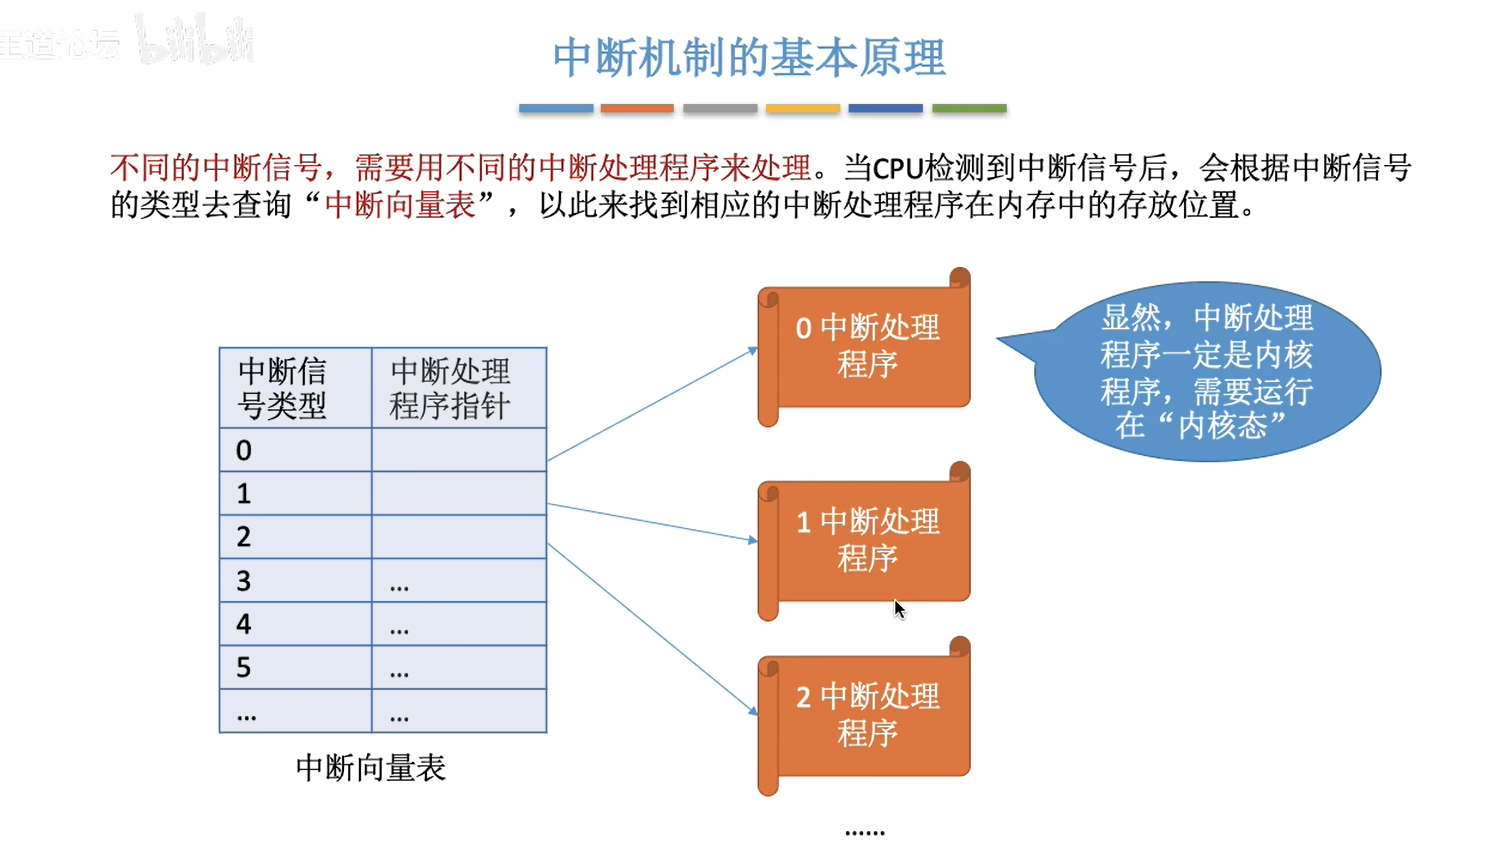 王道论坛 bilibili
中断机制的基本原理
不同的中断信号，需要用不同的中断处理程序来处理。当CPU检测到中断信号后，会根据中断信号
的类型去查询“中断向量表”，以此来找到相应的中断处理程序在内存中的存放位置。
中断信
号类型
中断处理
程序指针
0
1
2
3
...
4
...
5
...
...
...
中断向量表
0 中断处理
程序
1 中断处理
程序
2 中断处理
程序
......
显然，中断处理
程序一定是内核
程序，需要运行
在“内核态”